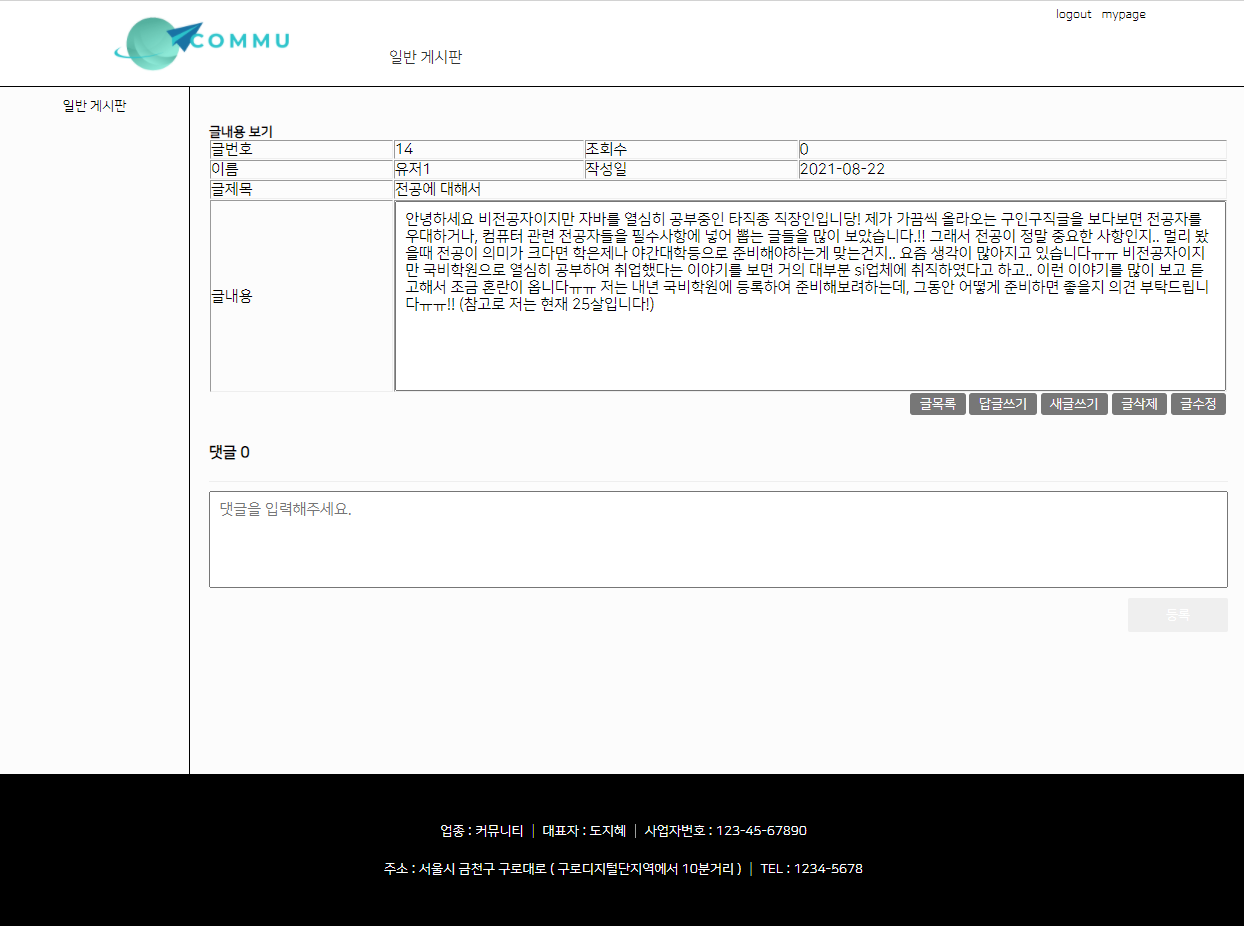 logout mypage
COMMU
일반 게시판
일반 게시판
글내용 보기
글번호 14 조회수 0
이름 유저1 작성일 2021-08-22
글제목 전공에 대해서
글내용
안녕하세요 비전공자이지만 자바를 열심히 공부중인 타직종 직장인입니당! 제가 가끔씩 올라오는 구인구직글을 보다보면 전공자를
우대하거나, 컴퓨터 관련 전공자들을 필수사항에 넣어 뽑는 글들을 많이 보았습니다.!! 그래서 전공이 정말 중요한 사항인지.. 멀리 봤
을때 전공이 의미가 크다면 학은제나 야간대학등으로 준비해야하는게 맞는건지.. 요즘 생각이 많아지고 있습니다ㅠㅠ 비전공자이지
만 국비학원으로 열심히 공부하여 취업했다는 이야기를 보면 거의 대부분 si업체에 취직하였다고 하고.. 이런 이야기를 많이 보고 듣
고해서 조금 혼란이 옵니다ㅠㅠ 저는 내년 국비학원에 등록하여 준비해보려하는데, 그동안 어떻게 준비하면 좋을지 의견 부탁드립니
다ㅠㅠ!! (참고로 저는 현재 25살입니다!)
글목록 답글쓰기 새글쓰기 글삭제 글수정
댓글 0
댓글을 입력해주세요.
등록
업종 : 커뮤니티 | 대표자 : 도지혜 | 사업자번호 : 123-45-67890
주소 : 서울시 금천구 구로대로 ( 구로디지털단지역에서 10분거리 ) | TEL : 1234-5678